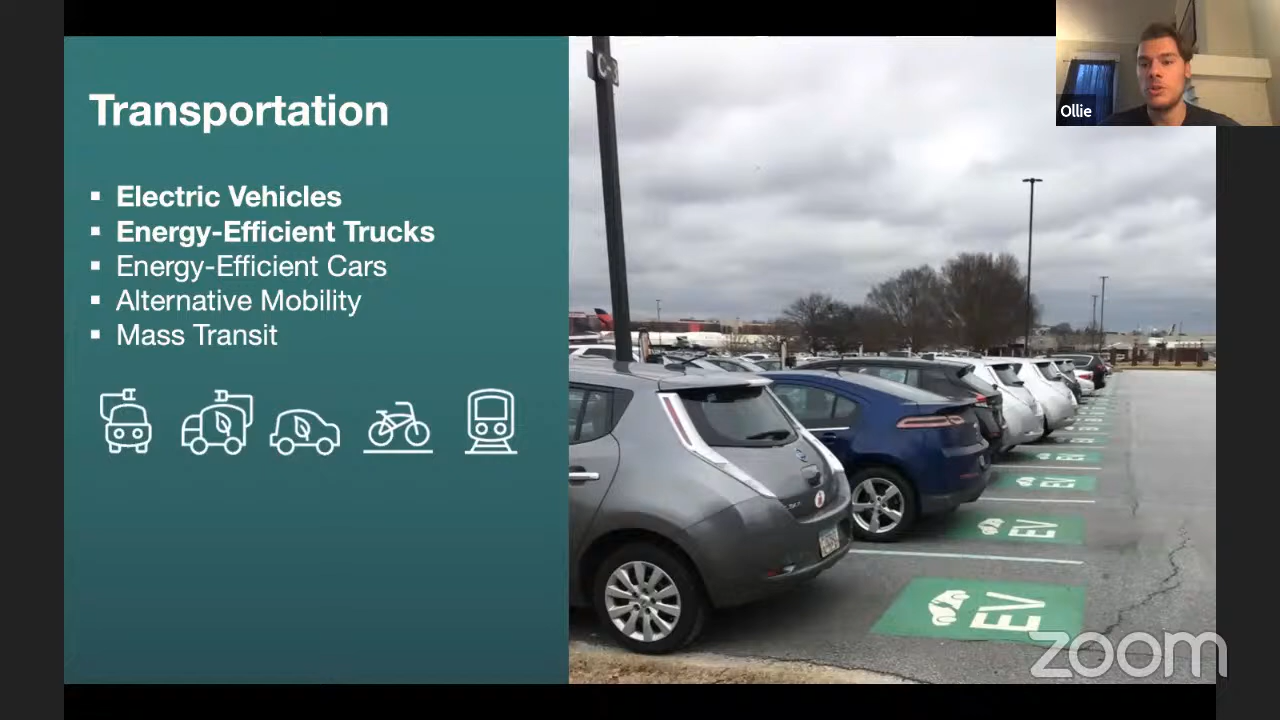 Transportation
▪ Electric Vehicles
▪ Energy-Efficient Trucks
▪ Energy-Efficient Cars
▪ Alternative Mobility
▪ Mass Transit
Ollie
EV
EV
EV
zoom